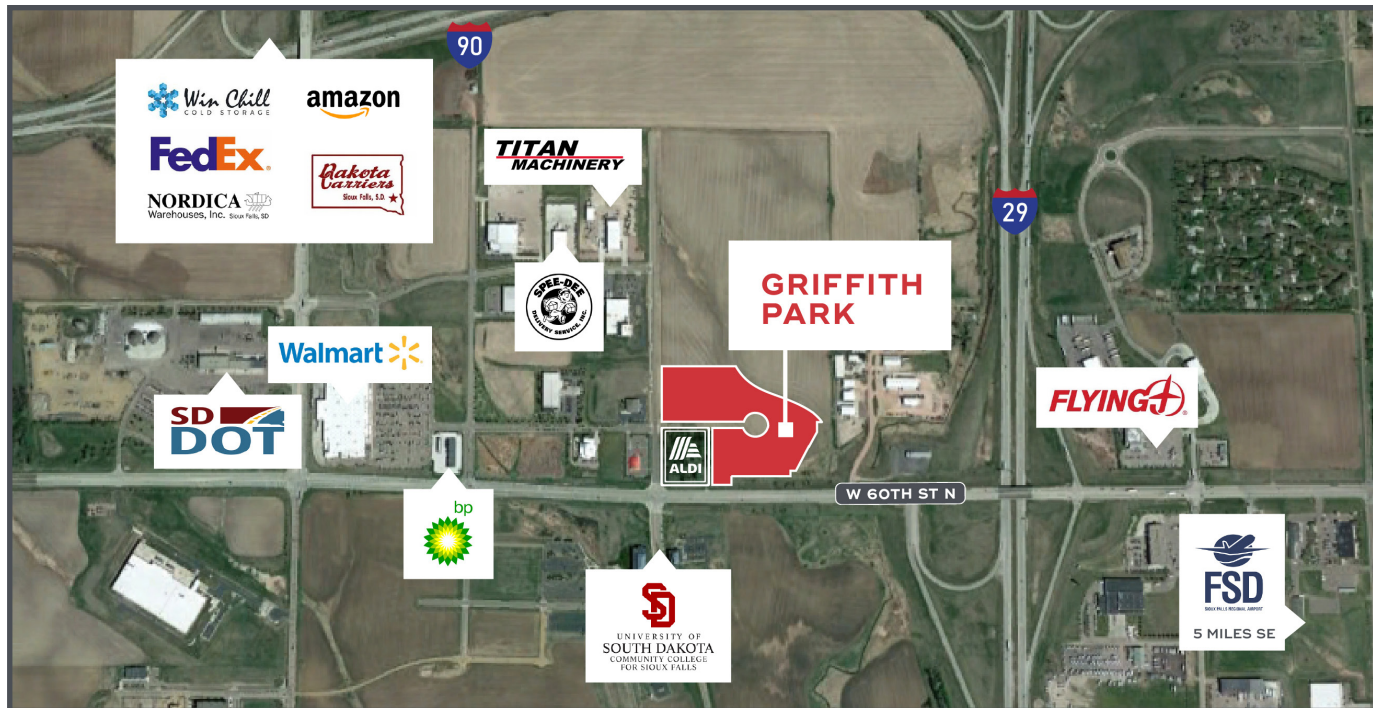 90
Win Chill
COLD STORAGE
amazon
FedEx®
Dakota
Carriers
Sioux Falls, S.D.
NORDICA
Warehouses, Inc. Sioux Falls, SD
TITAN
MACHINERY
29
SPEE-DEE
DELIVERY SERVICE, INC.
GRIFFITH
PARK
Walmart
SD
DOT
FLYING J®
ALDI
W 60TH ST N
bp
FSD
SIOUX FALLS REGIONAL AIRPORT
5 MILES SE
SD
UNIVERSITY OF
SOUTH DAKOTA
COMMUNITY COLLEGE
FOR SIOUX FALLS